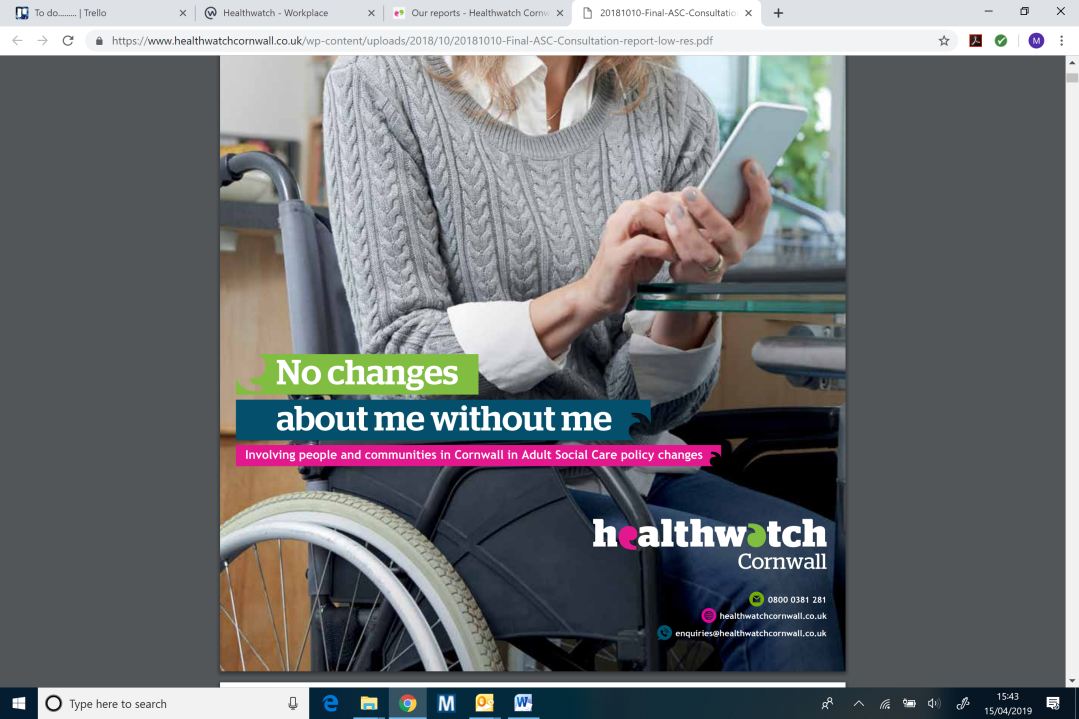 To do........ | Trello
Healthwatch - Workplace
Our reports - Healthwatch Cornw
20181010-Final-ASC-Consultatio
https://www.healthwatchcornwall.co.uk/wp-content/uploads/2018/10/20181010-Final-ASC-Consultation-report-low-res.pdf
M
No changes
about me without me
Involving people and communities in Cornwall in Adult Social Care policy changes
healthwatch
Cornwall
0800 0381 281
healthwatchcornwall.co.uk
enquiries@healthwatchcornwall.co.uk
Type here to search
15:43
15/04/2019